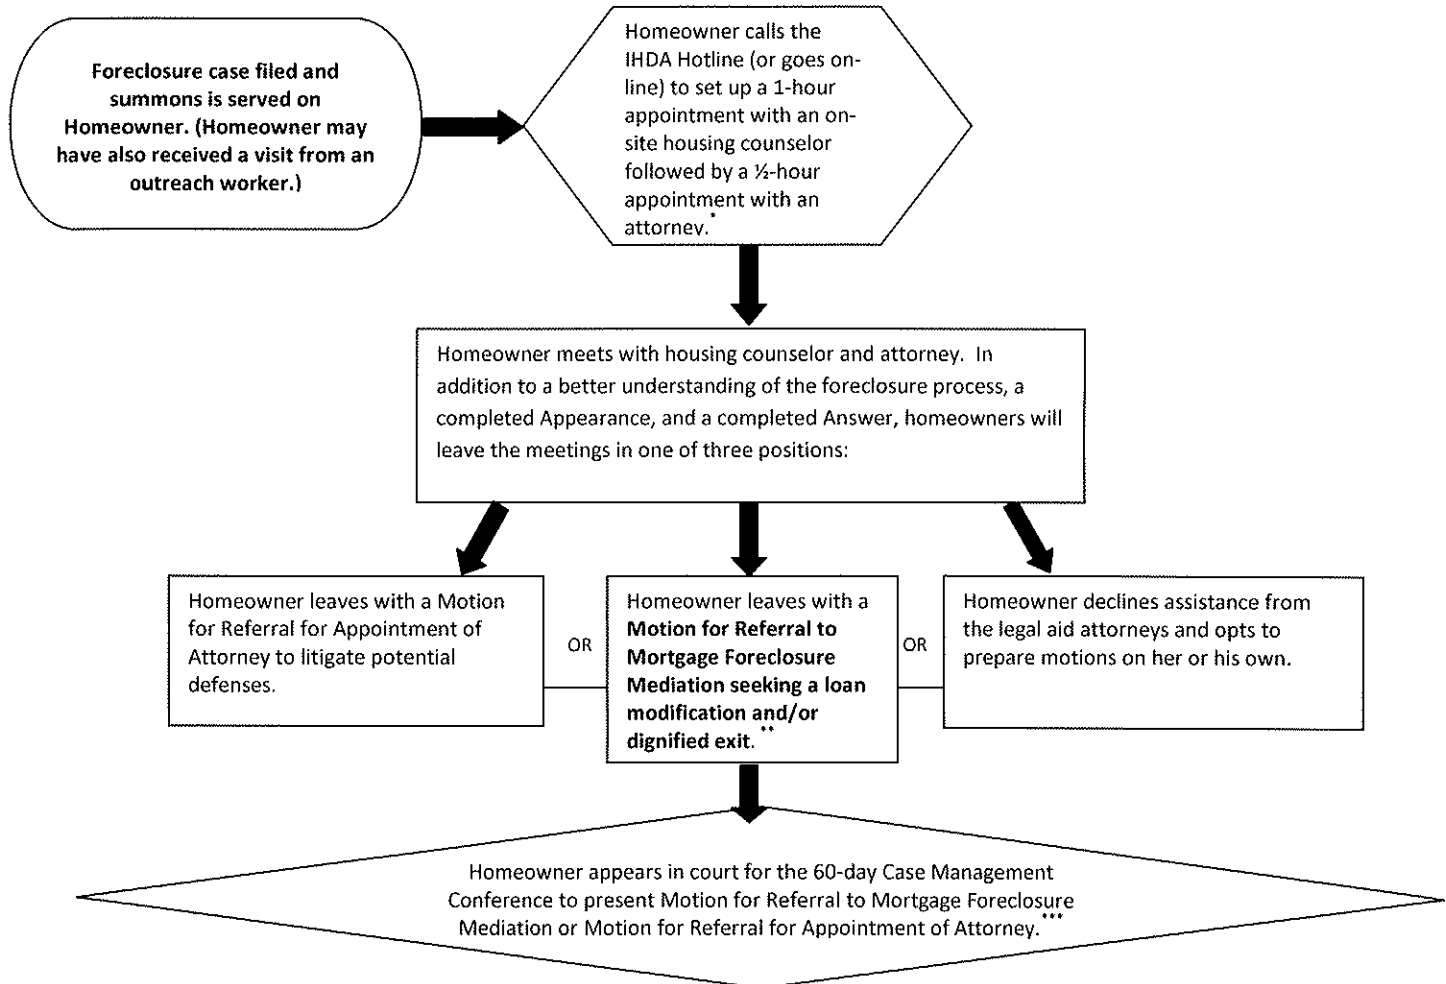 Foreclosure case filed and
summons is served on
Homeowner. (Homeowner may
have also received a visit from an
outreach worker.)
Homeowner calls the
IHDA Hotline (or goes on-
line) to set up a 1-hour
appointment with an on-
site housing counselor
followed by a ½-hour
appointment with an
attorney.*
Homeowner meets with housing counselor and attorney. In
addition to a better understanding of the foreclosure process, a
completed Appearance, and a completed Answer, homeowners will
leave the meetings in one of three positions:
Homeowner leaves with a Motion
for Referral for Appointment of
Attorney to litigate potential
defenses.
OR
Homeowner leaves with a
Motion for Referral to
Mortgage Foreclosure
Mediation seeking a loan
modification and/or
dignified exit. **
OR
Homeowner declines assistance from
the legal aid attorneys and opts to
prepare motions on her or his own.
Homeowner appears in court for the 60-day Case Management
Conference to present Motion for Referral to Mortgage Foreclosure
Mediation or Motion for Referral for Appointment of Attorney.***